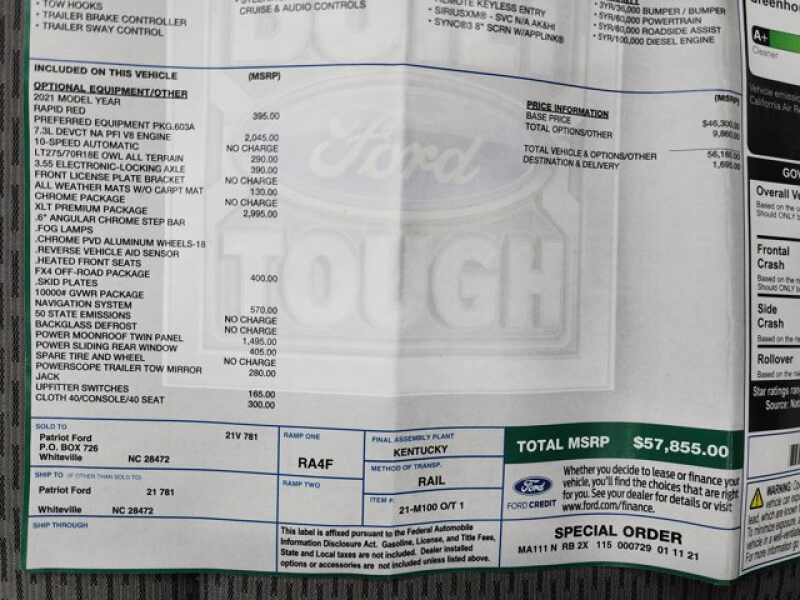 • TOW HOOKS
• TRAILER BRAKE CONTROLLER
• TRAILER SWAY CONTROL
CRUISE & AUDIO CONTROLS
REMOTE KEYLESS ENTRY
• SIRIUSXM® - SVC N/A AK&HI
• SYNC®3 8" SCRN W/APPLINK®
• 3YR/36,000 BUMPER / BUMPER
• 5YR/60,000 POWERTRAIN
• 5YR/60,000 ROADSIDE ASSIST
• 5YR/100,000 DIESEL ENGINE
INCLUDED ON THIS VEHICLE (MSRP)
OPTIONAL EQUIPMENT/OTHER
2021 MODEL YEAR
RAPID RED 395.00
PREFERRED EQUIPMENT PKG.603A
7.3L DEVCT NA PFI V8 ENGINE 2,045.00
10-SPEED AUTOMATIC NO CHARGE
LT275/70R18E OWL ALL TERRAIN 290.00
3.55 ELECTRONIC-LOCKING AXLE 390.00
FRONT LICENSE PLATE BRACKET NO CHARGE
ALL WEATHER MATS W/O CARPT MAT 130.00
CHROME PACKAGE NO CHARGE
XLT PREMIUM PACKAGE 2,995.00
.6" ANGULAR CHROME STEP BAR
.FOG LAMPS
.CHROME PVD ALUMINUM WHEELS-18
.REVERSE VEHICLE AID SENSOR
.HEATED FRONT SEATS
FX4 OFF-ROAD PACKAGE 400.00
.SKID PLATES
10000# GVWR PACKAGE
NAVIGATION SYSTEM 570.00
50 STATE EMISSIONS NO CHARGE
BACKGLASS DEFROST NO CHARGE
POWER MOONROOF TWIN PANEL 1,495.00
POWER SLIDING REAR WINDOW 405.00
SPARE TIRE AND WHEEL NO CHARGE
POWERSCOPE TRAILER TOW MIRROR 280.00
JACK
UPFITTER SWITCHES 165.00
CLOTH 40/CONSOLE/40 SEAT 300.00
(MSRP)
PRICE INFORMATION
BASE PRICE $46,300.00
TOTAL OPTIONS/OTHER 9,860.00
TOTAL VEHICLE & OPTIONS/OTHER 56,160.00
DESTINATION & DELIVERY 1,695.00
Ford
TOUGH
A+
Cleaner
Overall
Frontal
Crash
Side
Crash
Rollover
Star ratings
Source:
SOLD TO
Patriot Ford 21V 781
P.O. BOX 726
Whiteville NC 28472
SHIP TO (IF OTHER THAN SOLD TO)
Patriot Ford 21 781
Whiteville NC 28472
SHIP THROUGH
RAMP ONE
RA4F
RAMP TWO
FINAL ASSEMBLY PLANT
KENTUCKY
METHOD OF TRANSP.
RAIL
ITEM #:
21-M100 O/T 1
This label is affixed pursuant to the Federal Automobile
Information Disclosure Act. Gasoline, License, and Title Fees,
State and Local taxes are not included. Dealer installed
options or accessories are not included unless listed above.
TOTAL MSRP $57,855.00
Ford
FORD CREDIT
Whether you decide to lease or finance your
vehicle, you'll find the choices that are right
for you. See your dealer for details or visit
www.ford.com/finance.
SPECIAL ORDER
MA111 N RB 2X 115 000729 01 11 21
WARNING: